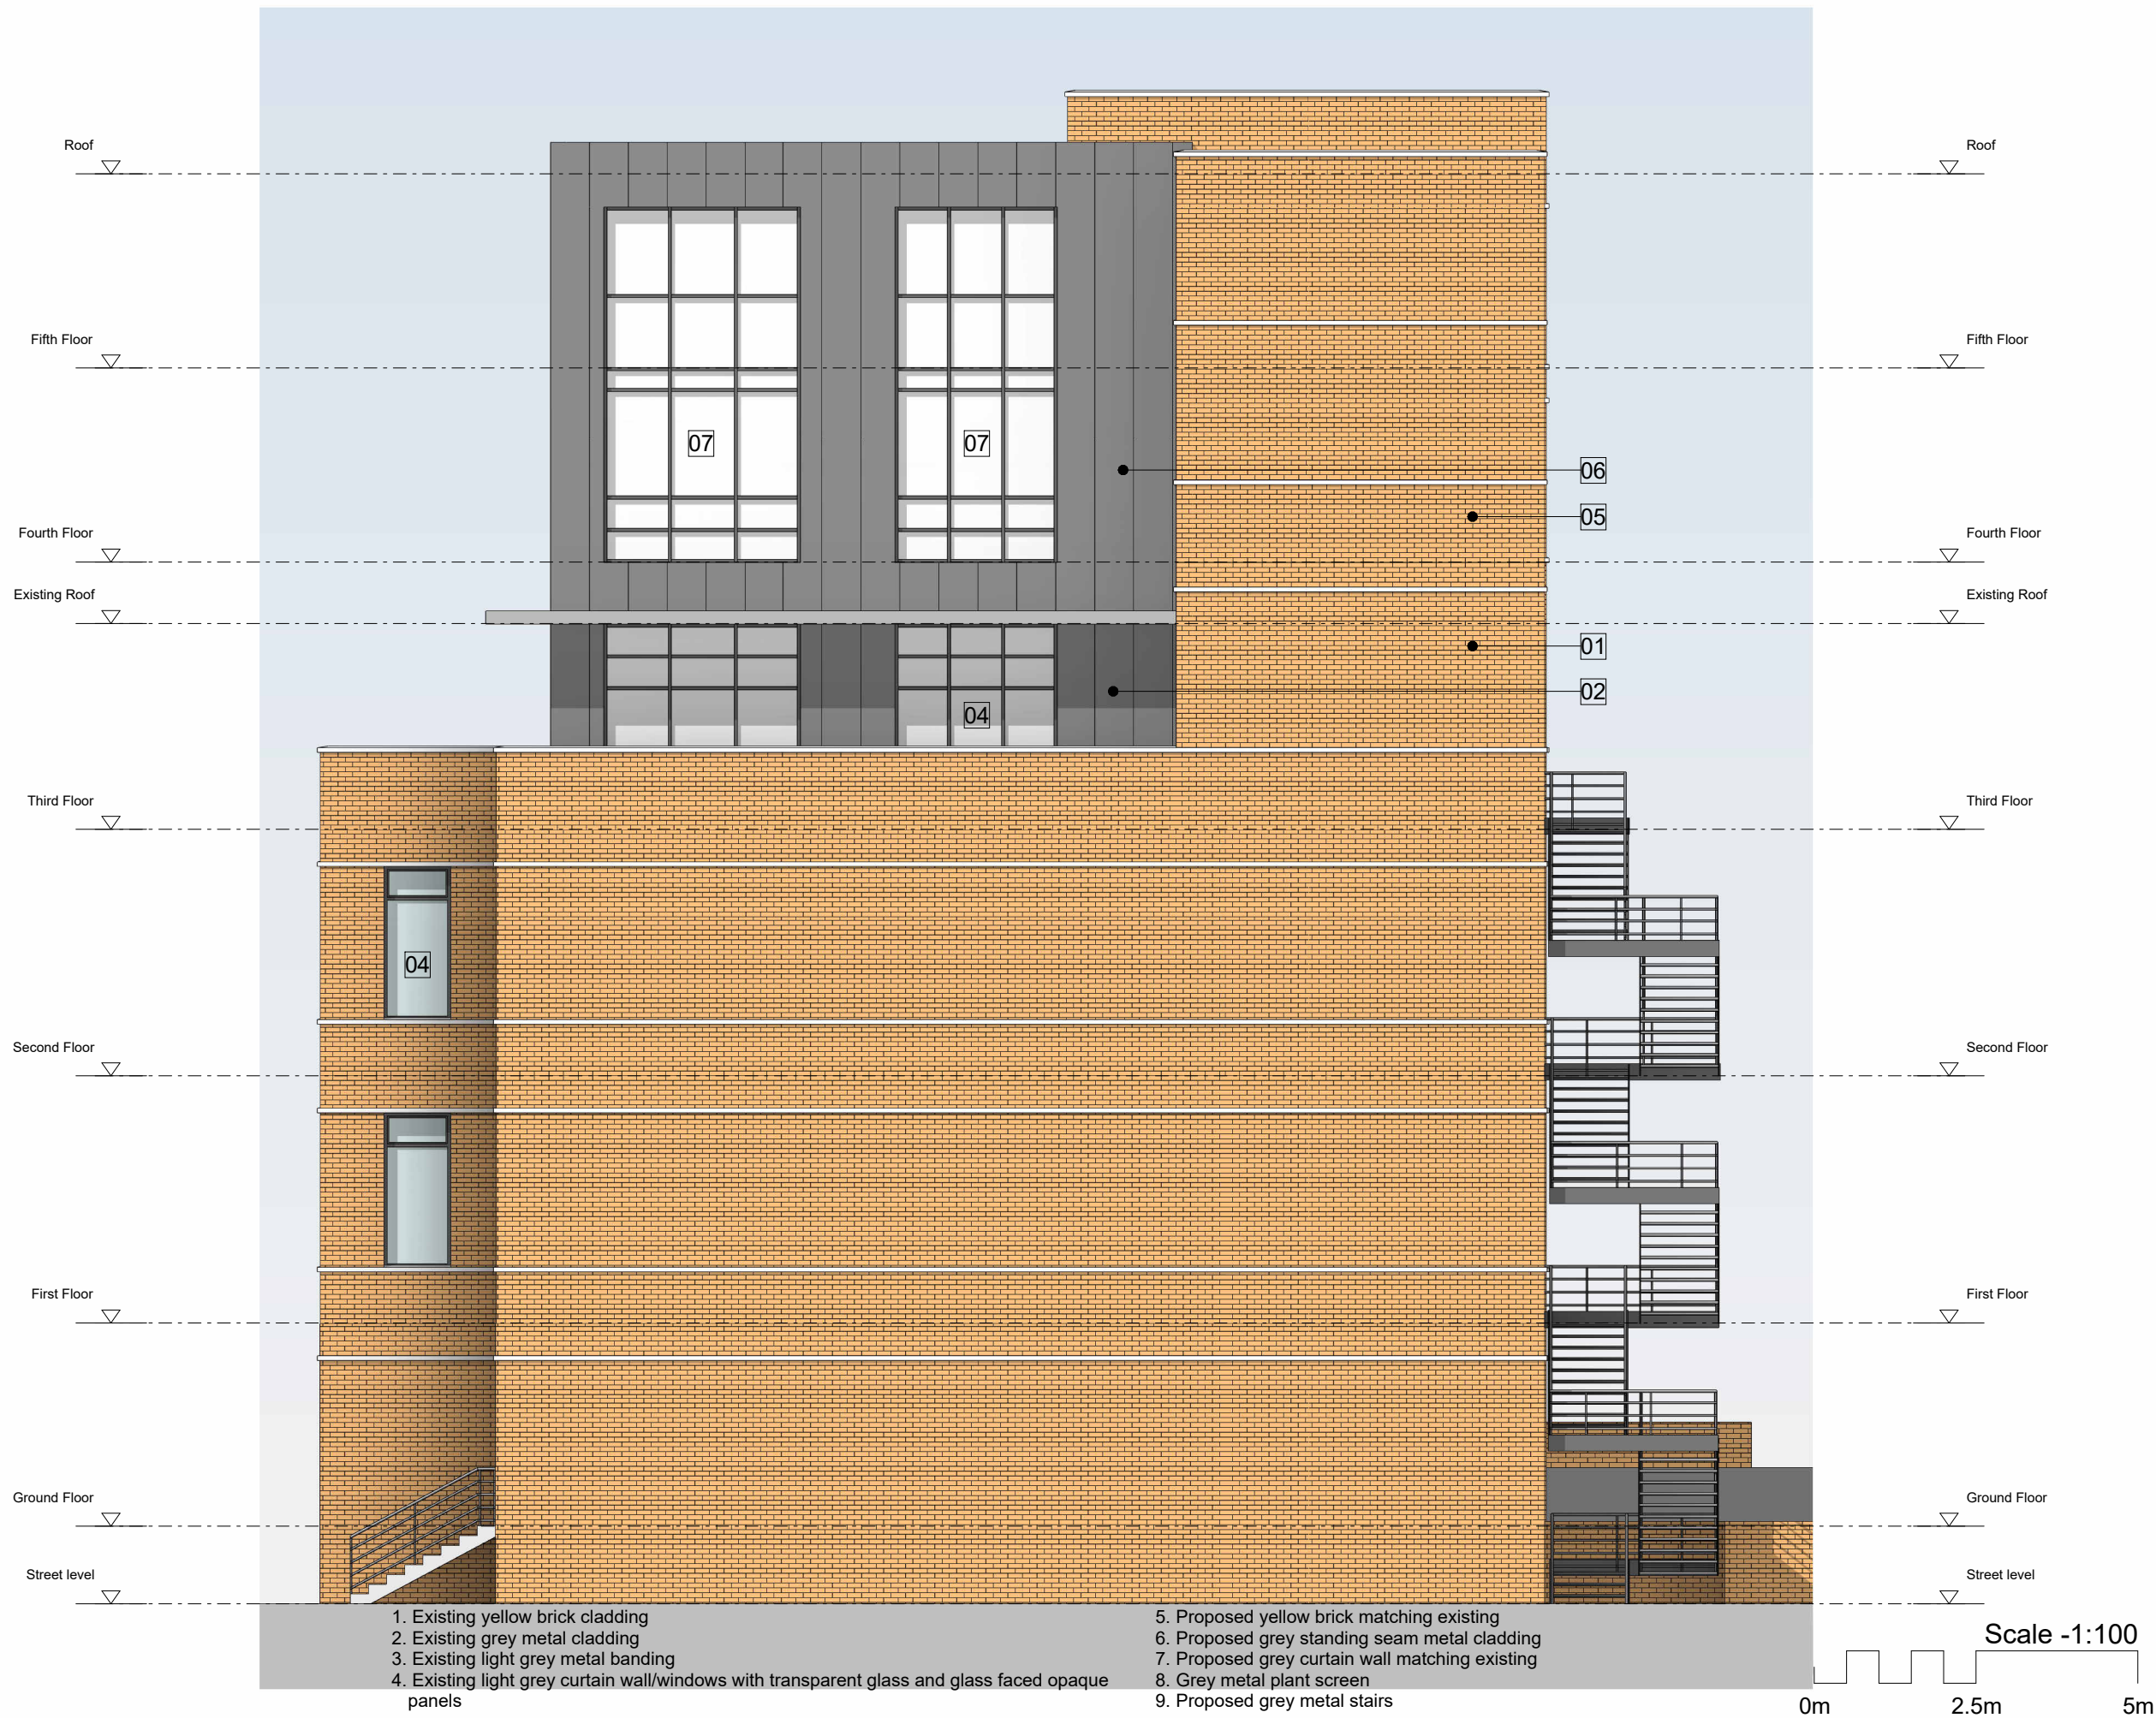 Roof
Roof
Fifth Floor
Fifth Floor
07
07
06
05
Fourth Floor
Fourth Floor
Existing Roof
Existing Roof
01
02
04
Third Floor
Third Floor
04
Second Floor
Second Floor
First Floor
First Floor
Ground Floor
Ground Floor
Street level
Street level
1. Existing yellow brick cladding
2. Existing grey metal cladding
3. Existing light grey metal banding
4. Existing light grey curtain wall/windows with transparent glass and glass faced opaque
panels
5. Proposed yellow brick matching existing
6. Proposed grey standing seam metal cladding
7. Proposed grey curtain wall matching existing
8. Grey metal plant screen
9. Proposed grey metal stairs
Scale -1:100
0m 2.5m 5m